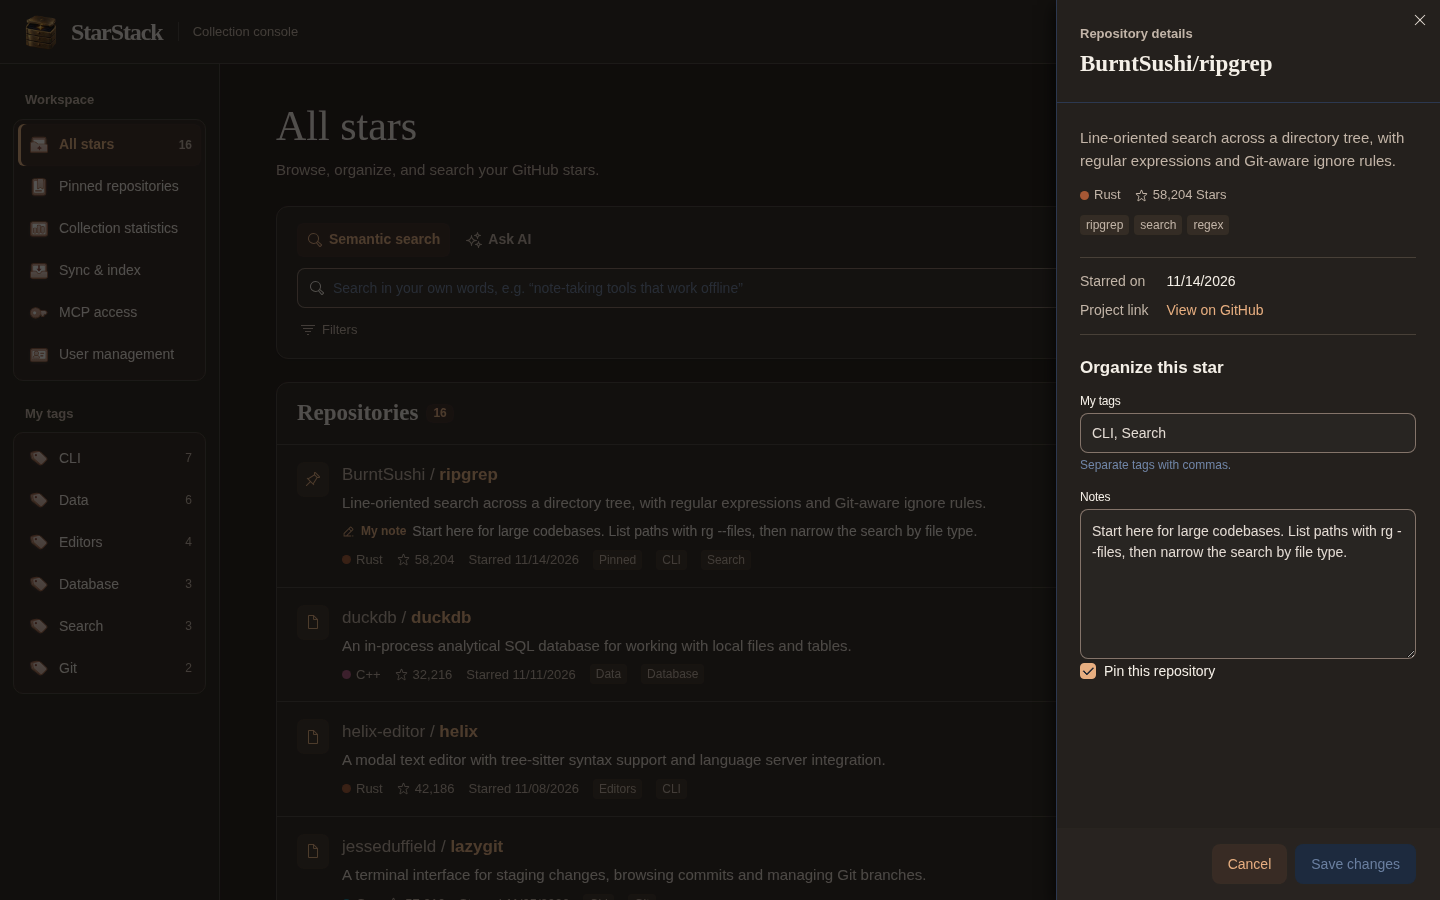 StarStack
Collection console
Workspace
All stars 16
Pinned repositories
Collection statistics
Sync & index
MCP access
User management
My tags
CLI 7
Data 6
Editors 4
Database 3
Search 3
Git 2
All stars
Browse, organize, and search your GitHub stars.
Semantic search Ask AI
Search in your own words, e.g. “note-taking tools that work offline”
Filters
Repositories 16
BurntSushi / ripgrep
Line-oriented search across a directory tree, with regular expressions and Git-aware ignore rules.
My note Start here for large codebases. List paths with rg --files, then narrow the search by file type.
Rust 58,204 Starred 11/14/2026 Pinned CLI Search
duckdb / duckdb
An in-process analytical SQL database for working with local files and tables.
C++ 32,216 Starred 11/11/2026 Data Database
helix-editor / helix
A modal text editor with tree-sitter syntax support and language server integration.
Rust 42,186 Starred 11/08/2026 Editors CLI
jesseduffield / lazygit
A terminal interface for staging changes, browsing commits and managing Git branches.
Repository details
BurntSushi/ripgrep
Line-oriented search across a directory tree, with
regular expressions and Git-aware ignore rules.
Rust 58,204 Stars
ripgrep search regex
Starred on 11/14/2026
Project link View on GitHub
Organize this star
My tags
CLI, Search
Separate tags with commas.
Notes
Start here for large codebases. List paths with rg -
-files, then narrow the search by file type.
Pin this repository
Cancel Save changes